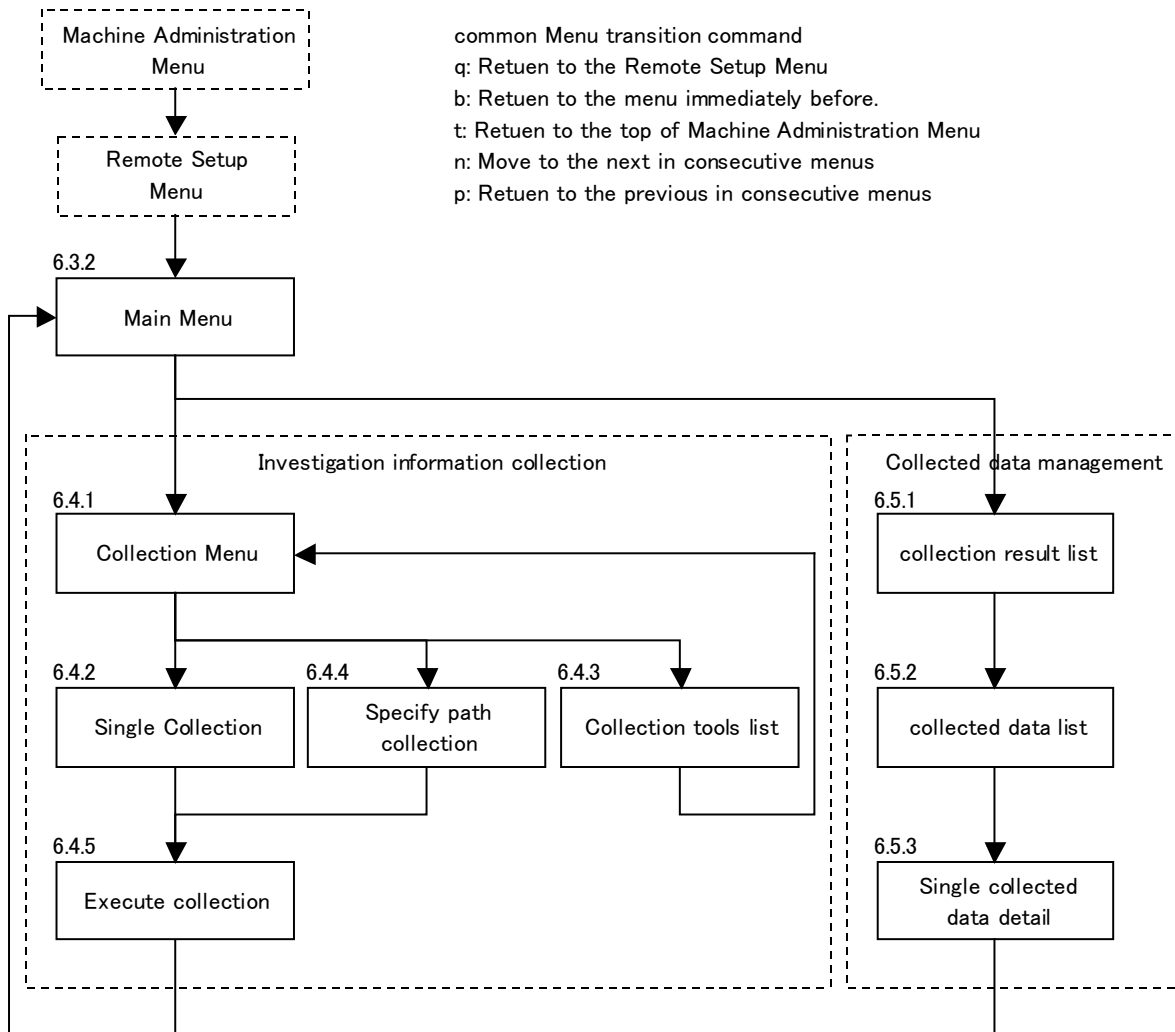 Machine Administration
Menu
common Menu transition command
q: Retuen to the Remote Setup Menu
b: Retuen to the menu immediately before.
t: Retuen to the top of Machine Administration Menu
n: Move to the next in consecutive menus
p: Retuen to the previous in consecutive menus
Remote Setup
Menu
6.3.2
Main Menu
Investigation information collection
6.4.1
Collection Menu
6.4.2
Single Collection
6.4.4
Specify path
collection
6.4.3
Collection tools list
6.4.5
Execute collection
Collected data management
6.5.1
collection result list
6.5.2
collected data list
6.5.3
Single collected
data detail